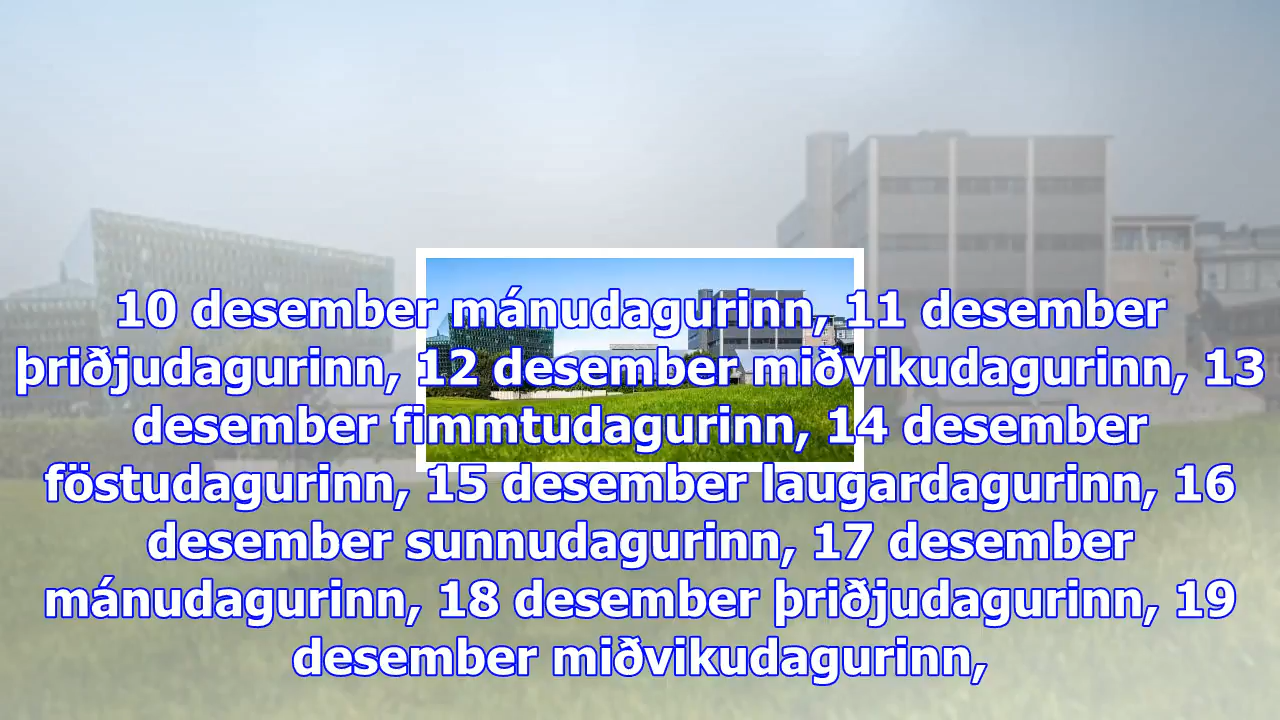 10 desember mánudagurinn, 11 desember
þriðjudagurinn, 12 desember miðvikudagurinn, 13
desember fimmtudagurinn, 14 desember
föstudagurinn, 15 desember laugardagurinn, 16
desember sunnudagurinn, 17 desember
mánudagurinn, 18 desember þriðjudagurinn, 19
desember miðvikudagurinn,